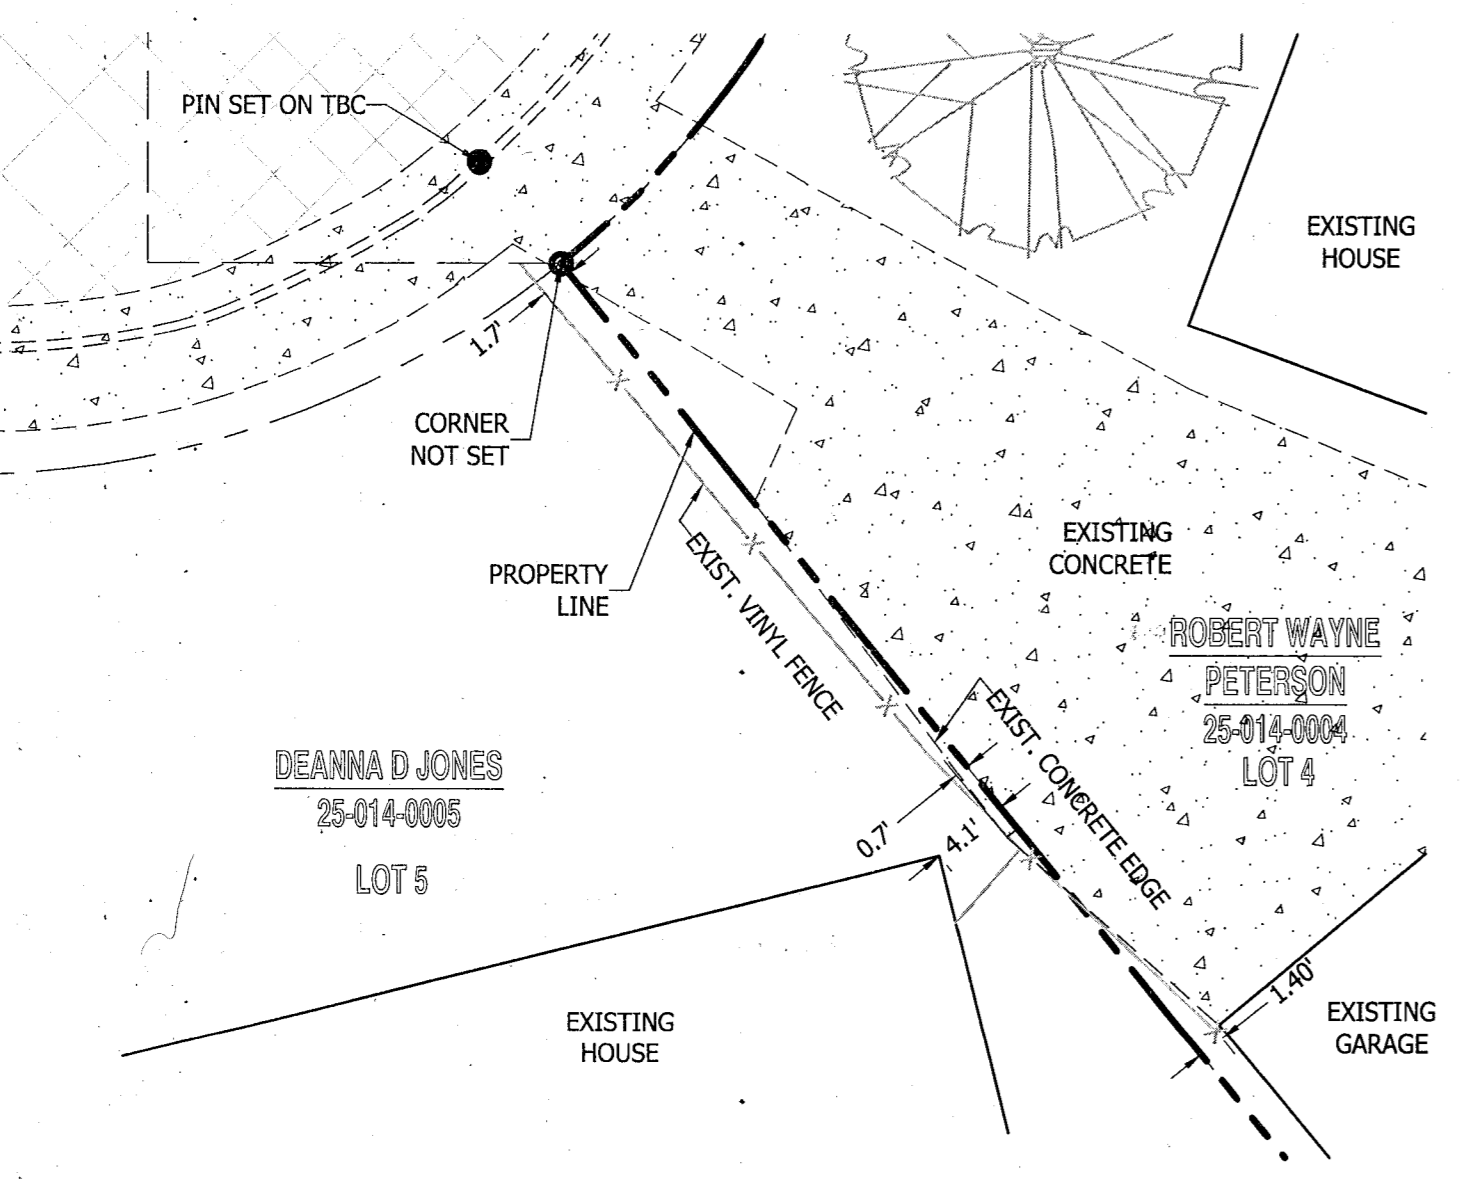 PIN SET ON TBC
EXISTING
HOUSE
1.7'
CORNER
NOT SET
PROPERTY
LINE
EXIST. VINYL FENCE
EXISTING
CONCRETE
ROBERT WAYNE
PETERSON
25-014-0004
LOT 4
EXIST. CONCRETE EDGE
DEANNA D JONES
25-014-0005
LOT 5
0.7'
4.1'
1.40'
EXISTING
HOUSE
EXISTING
GARAGE